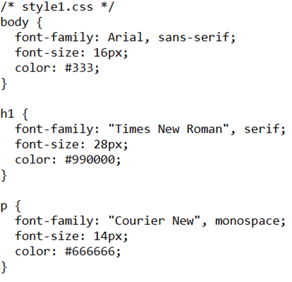 /* style1.css */
body {
  font-family: Arial, sans-serif;
  font-size: 16px;
  color: #333;
}

h1 {
  font-family: "Times New Roman", serif;
  font-size: 28px;
  color: #990000;
}

p {
  font-family: "Courier New", monospace;
  font-size: 14px;
  color: #666666;
}